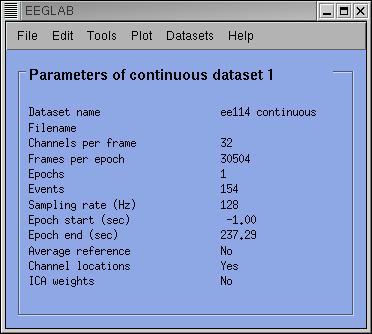 EEGLAB
File Edit Tools Plot Datasets Help
Parameters of continuous dataset 1
Dataset name ee114 continuous
Filename
Channels per frame 32
Frames per epoch 30504
Epochs 1
Events 154
Sampling rate (Hz) 128
Epoch start (sec) -1.00
Epoch end (sec) 237.29
Average reference No
Channel locations Yes
ICA weights No